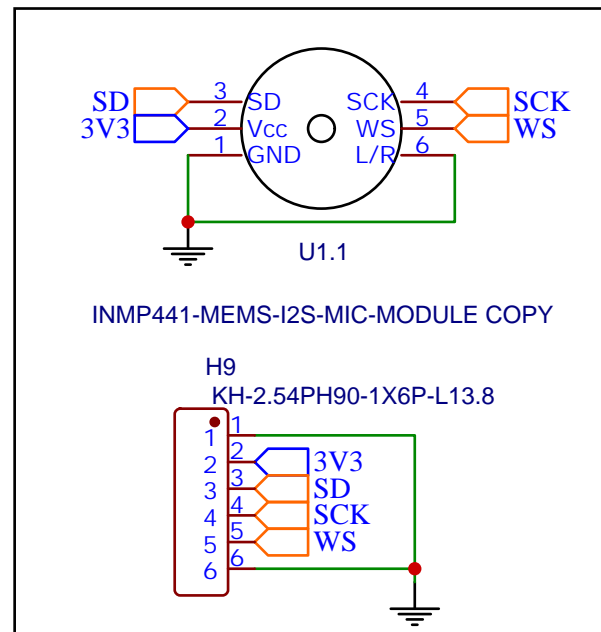 SD 3 SD SCK 4 SCK
3V3 2 Vcc WS 5 WS
1 GND L/R 6
U1.1
INMP441-MEMS-I2S-MIC-MODULE COPY
H9
KH-2.54PH90-1X6P-L13.8
1 1
2 2 3V3
3 3 SD
4 4 SCK
5 5 WS
6 6